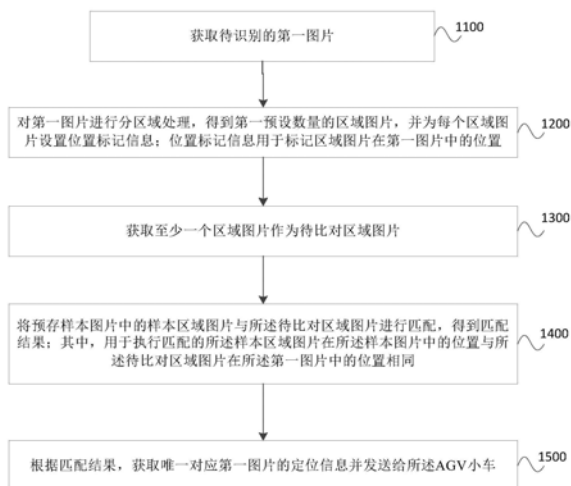 获取待识别的第一图片
1100
对第一图片进行分区域处理，得到第一预设数量的区域图片，并为每个区域图
片设置位置标记信息；位置标记信息用于标记区域图片在第一图片中的位置
1200
获取至少一个区域图片作为待比对区域图片
1300
将预存样本图片中的样本区域图片与所述待比对区域图片进行匹配，得到匹配
结果；其中，用于执行匹配的所述样本区域图片在所述样本图片中的位置与所
述待比对区域图片在所述第一图片中的位置相同
1400
根据匹配结果，获取唯一对应第一图片的定位信息并发送给所述AGV小车
1500